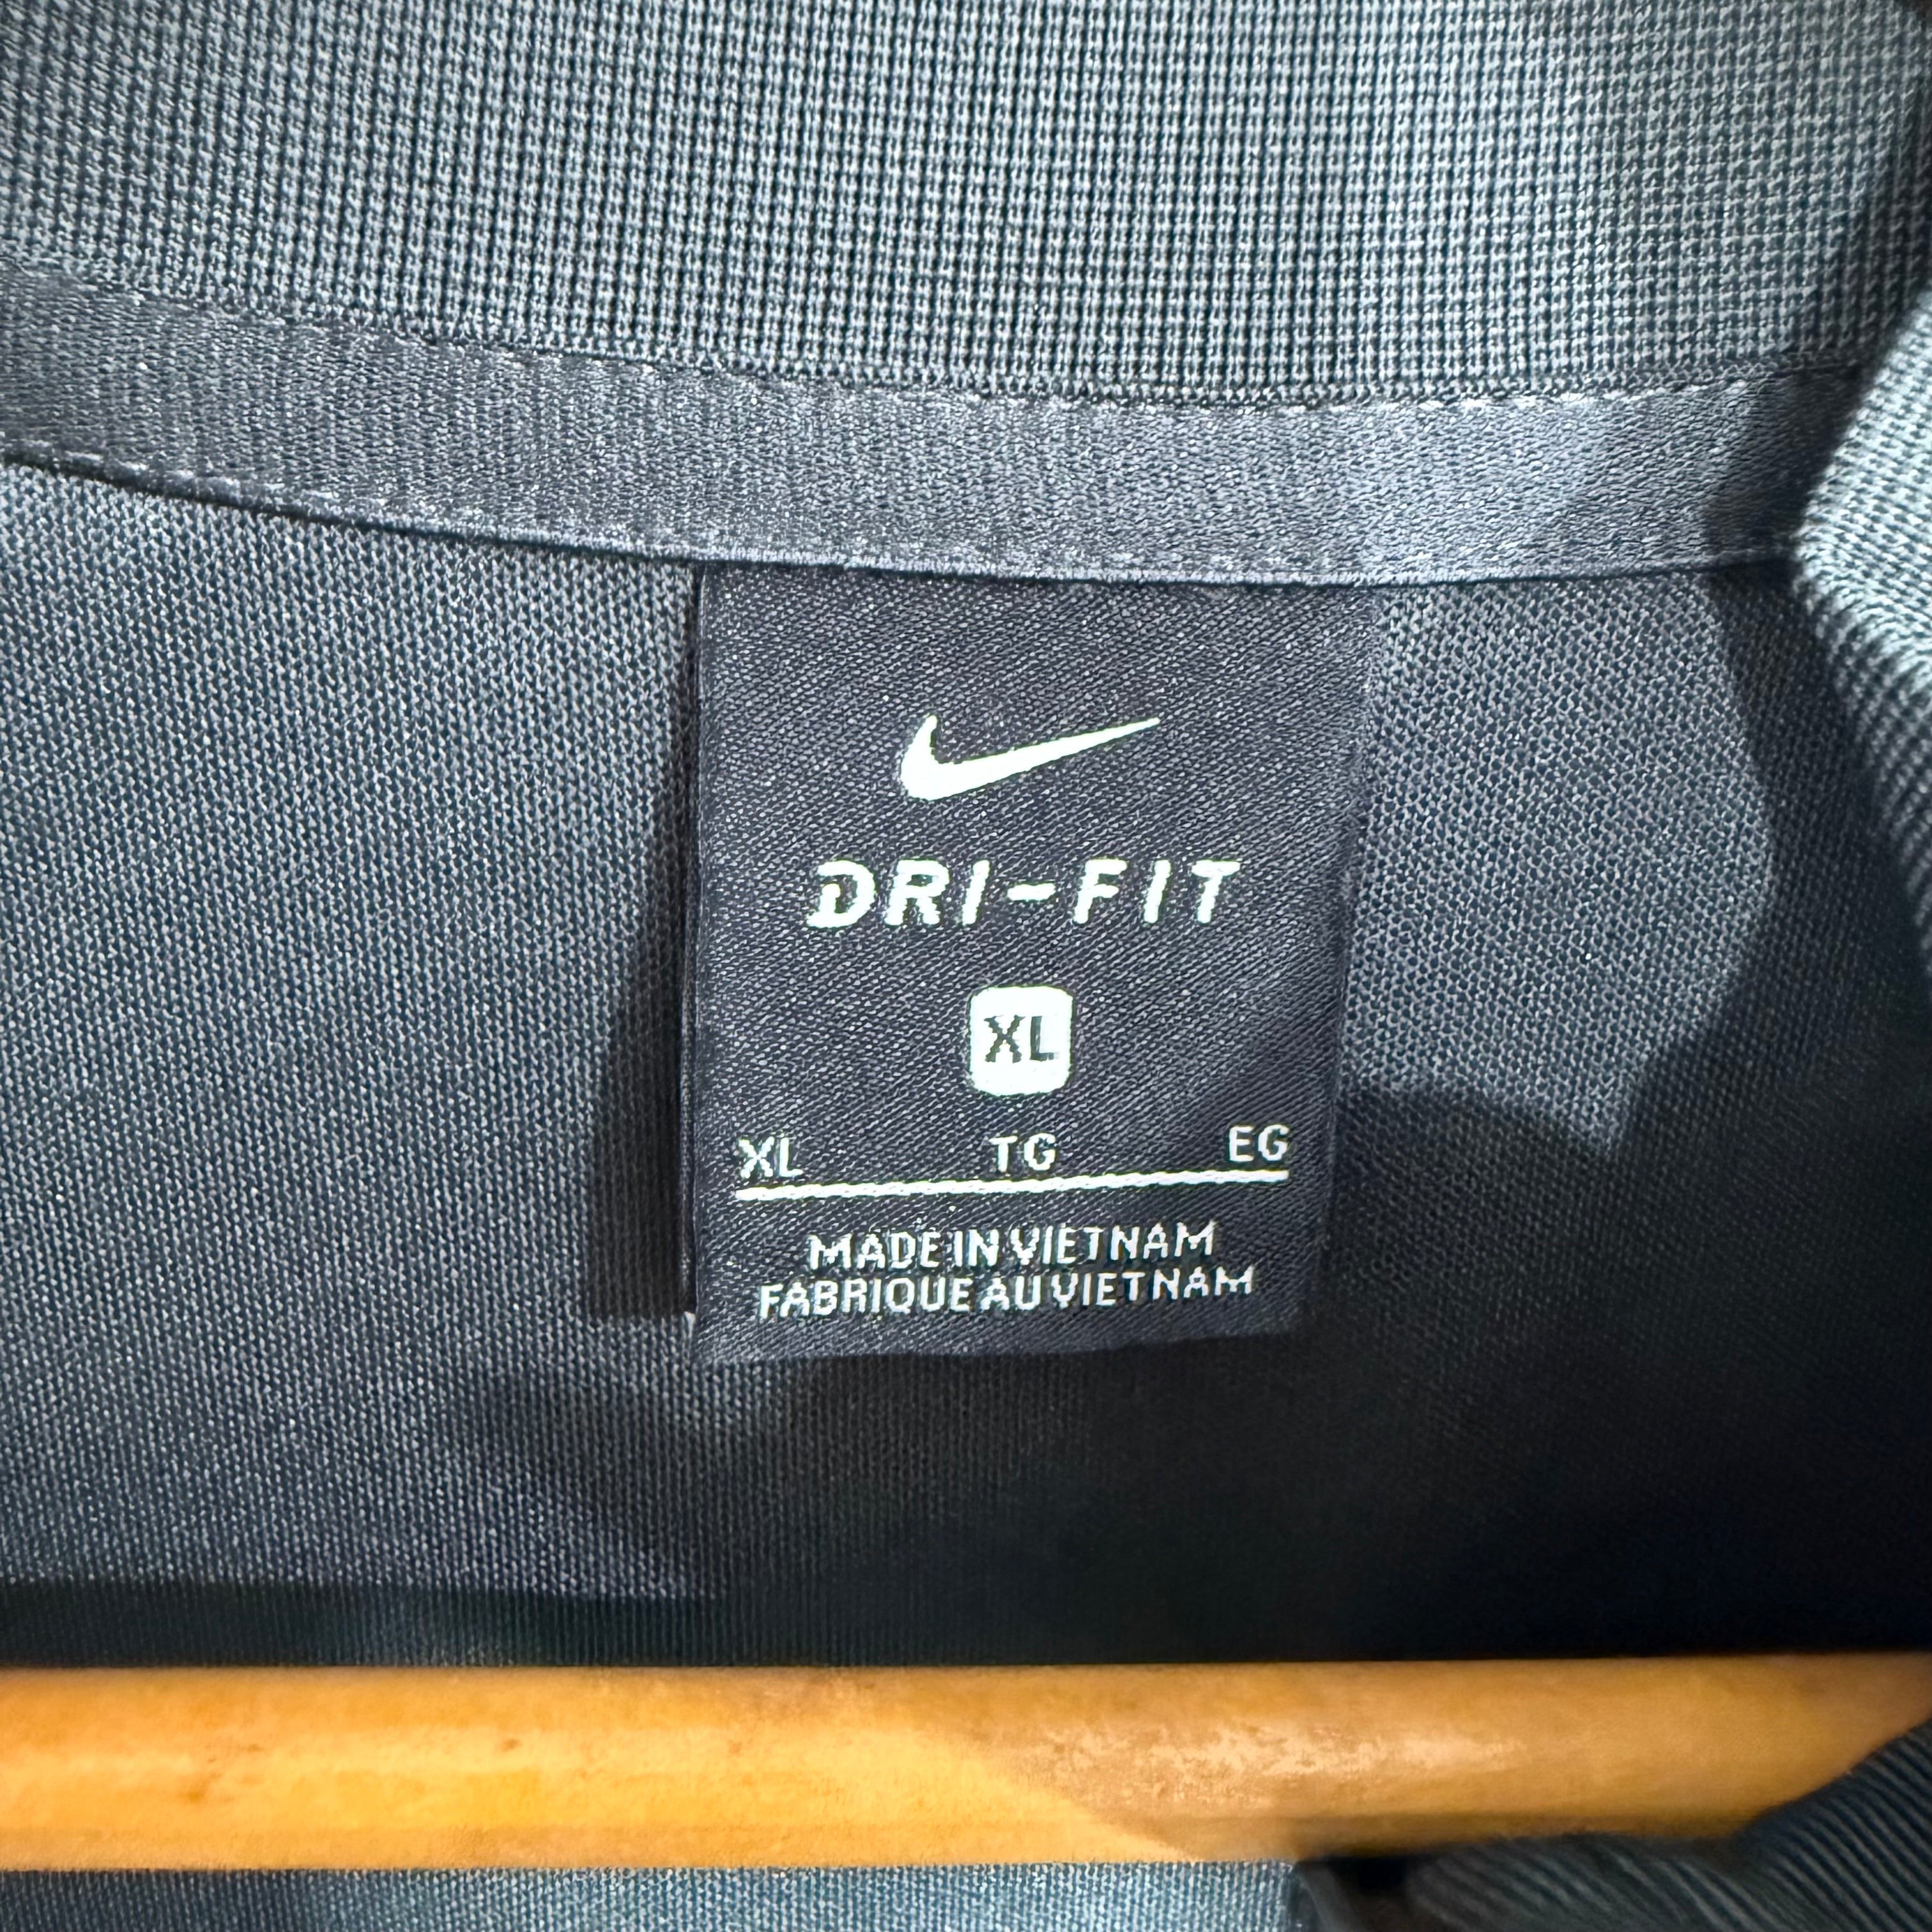 DRI-FIT
XL
XL TG EG
MADE IN VIETNAM
FABRIQUE AU VIETNAM